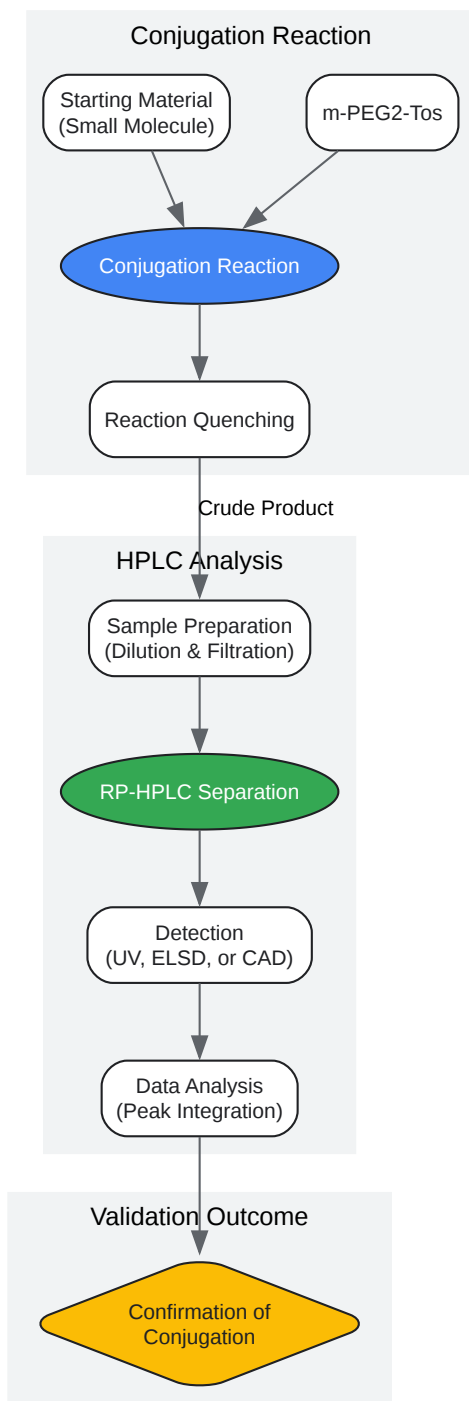 Conjugation Reaction
Starting Material
(Small Molecule)
m-PEG2-Tos
Conjugation Reaction
Reaction Quenching
Crude Product
HPLC Analysis
Sample Preparation
(Dilution & Filtration)
RP-HPLC Separation
Detection
(UV, ELSD, or CAD)
Data Analysis
(Peak Integration)
Validation Outcome
Confirmation of
Conjugation